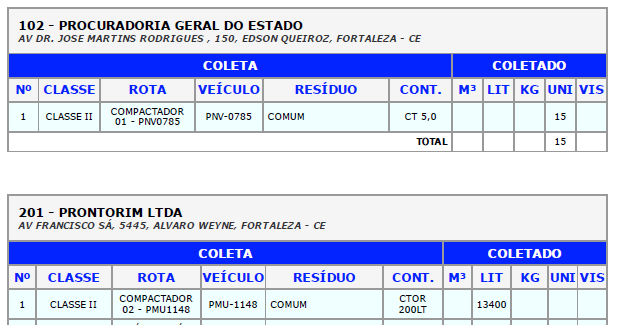 102 - PROCURADORIA GERAL DO ESTADO
AV DR. JOSE MARTINS RODRIGUES , 150, EDSON QUEIROZ, FORTALEZA - CE
COLETA COLETADO
Nº CLASSE ROTA VEÍCULO RESÍDUO CONT. M³ LIT KG UNI VIS
1 CLASSE II COMPACTADOR 01 - PNV0785 PNV-0785 COMUM CT 5,0 15
TOTAL 15
201 - PRONTORIM LTDA
AV FRANCISCO SÁ, 5445, ALVARO WEYNE, FORTALEZA - CE
COLETA COLETADO
Nº CLASSE ROTA VEÍCULO RESÍDUO CONT. M³ LIT KG UNI VIS
1 CLASSE II COMPACTADOR 02 - PMU1148 PMU-1148 COMUM CTOR 200LT 13400